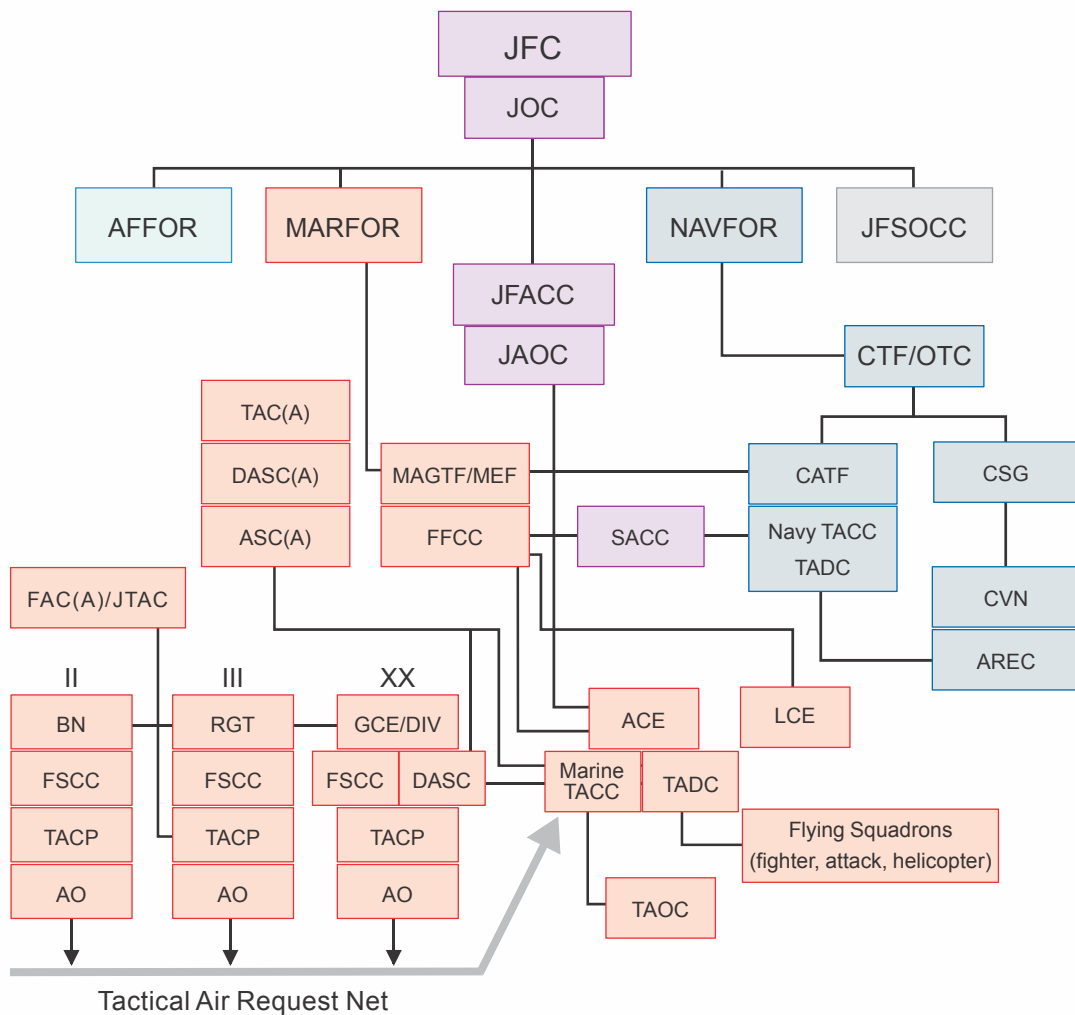 JFC
JOC
AFFOR
MARFOR
NAVFOR
JFSOCC
JFACC
JAOC
CTF/OTC
TAC(A)
DASC(A)
ASC(A)
MAGTF/MEF
FFCC
SACC
CATF
Navy TACC
TADC
CSG
CVN
AREC
FAC(A)/JTAC
II
III
XX
BN
RGT
GCE/DIV
ACE
LCE
FSCC
FSCC
FSCC
DASC
Marine
TACC
TADC
TACP
TACP
TACP
Flying Squadrons
(fighter, attack, helicopter)
AO
AO
AO
TAOC
Tactical Air Request Net